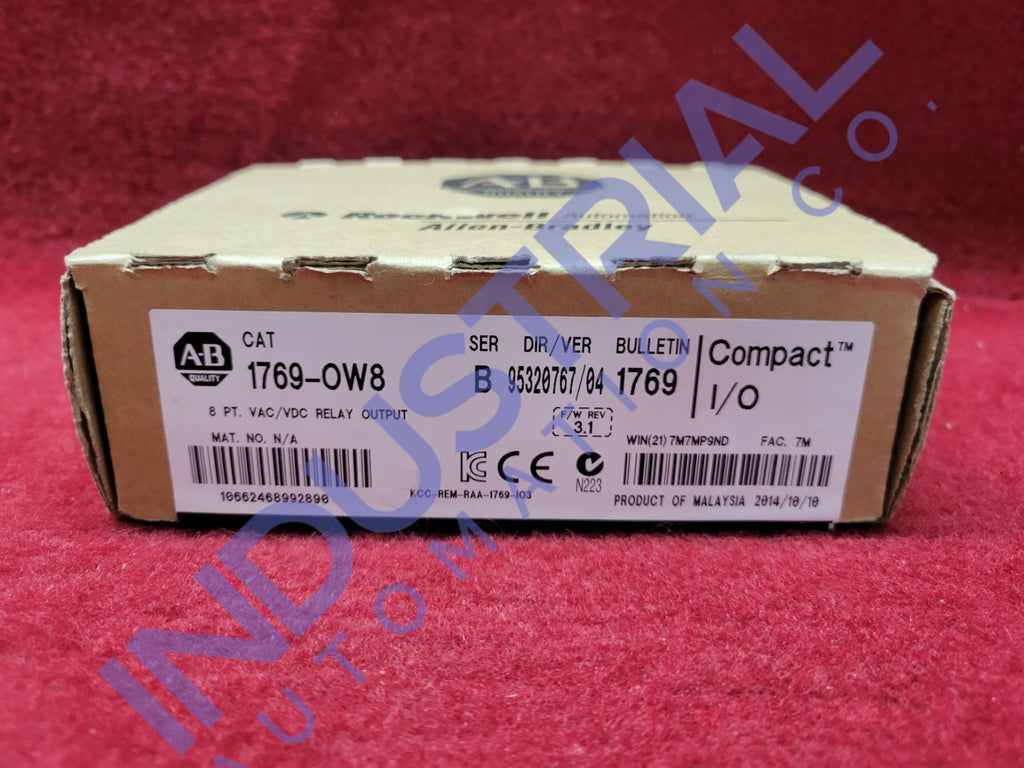 A-B
QUALITY
Rockwell Automation
Allen-Bradley
A-B
QUALITY
CAT
1769-OW8
SER DIR/VER BULLETIN
B 95320767/04 1769
Compact™
I/O
8 PT. VAC/VDC RELAY OUTPUT
F/W REV
3.1
MAT. NO. N/A
WIN(21) 7M7MP9ND FAC. 7M
10662468992890
KCC-REM-RAA-1769-IO3
CE
N223
PRODUCT OF MALAYSIA 2014/10/10
INDUSTRIAL
AUTOMATION CO.